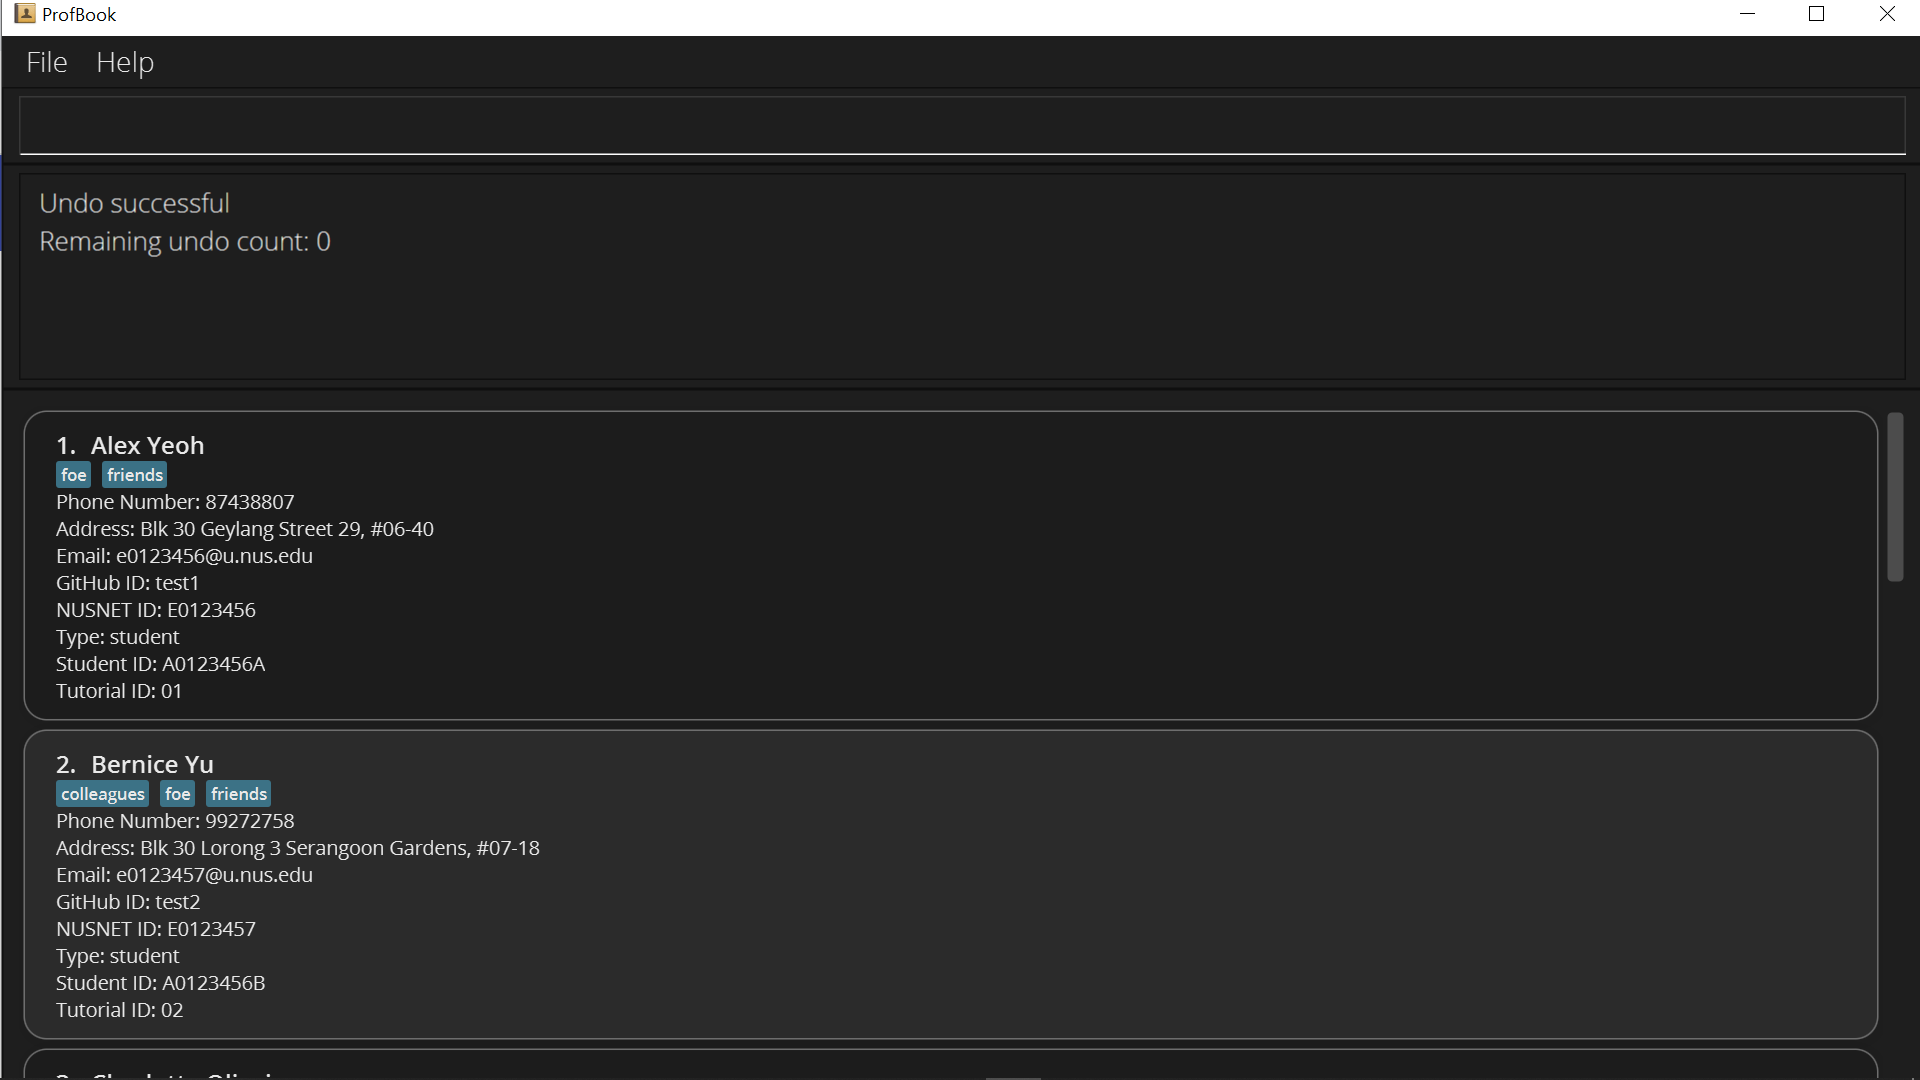 ProfBook
File Help
Undo successful
Remaining undo count: 0
1. Alex Yeoh
foe friends
Phone Number: 87438807
Address: Blk 30 Geylang Street 29, #06-40
Email: e0123456@u.nus.edu
GitHub ID: test1
NUSNET ID: E0123456
Type: student
Student ID: A0123456A
Tutorial ID: 01
2. Bernice Yu
colleagues foe friends
Phone Number: 99272758
Address: Blk 30 Lorong 3 Serangoon Gardens, #07-18
Email: e0123457@u.nus.edu
GitHub ID: test2
NUSNET ID: E0123457
Type: student
Student ID: A0123456B
Tutorial ID: 02